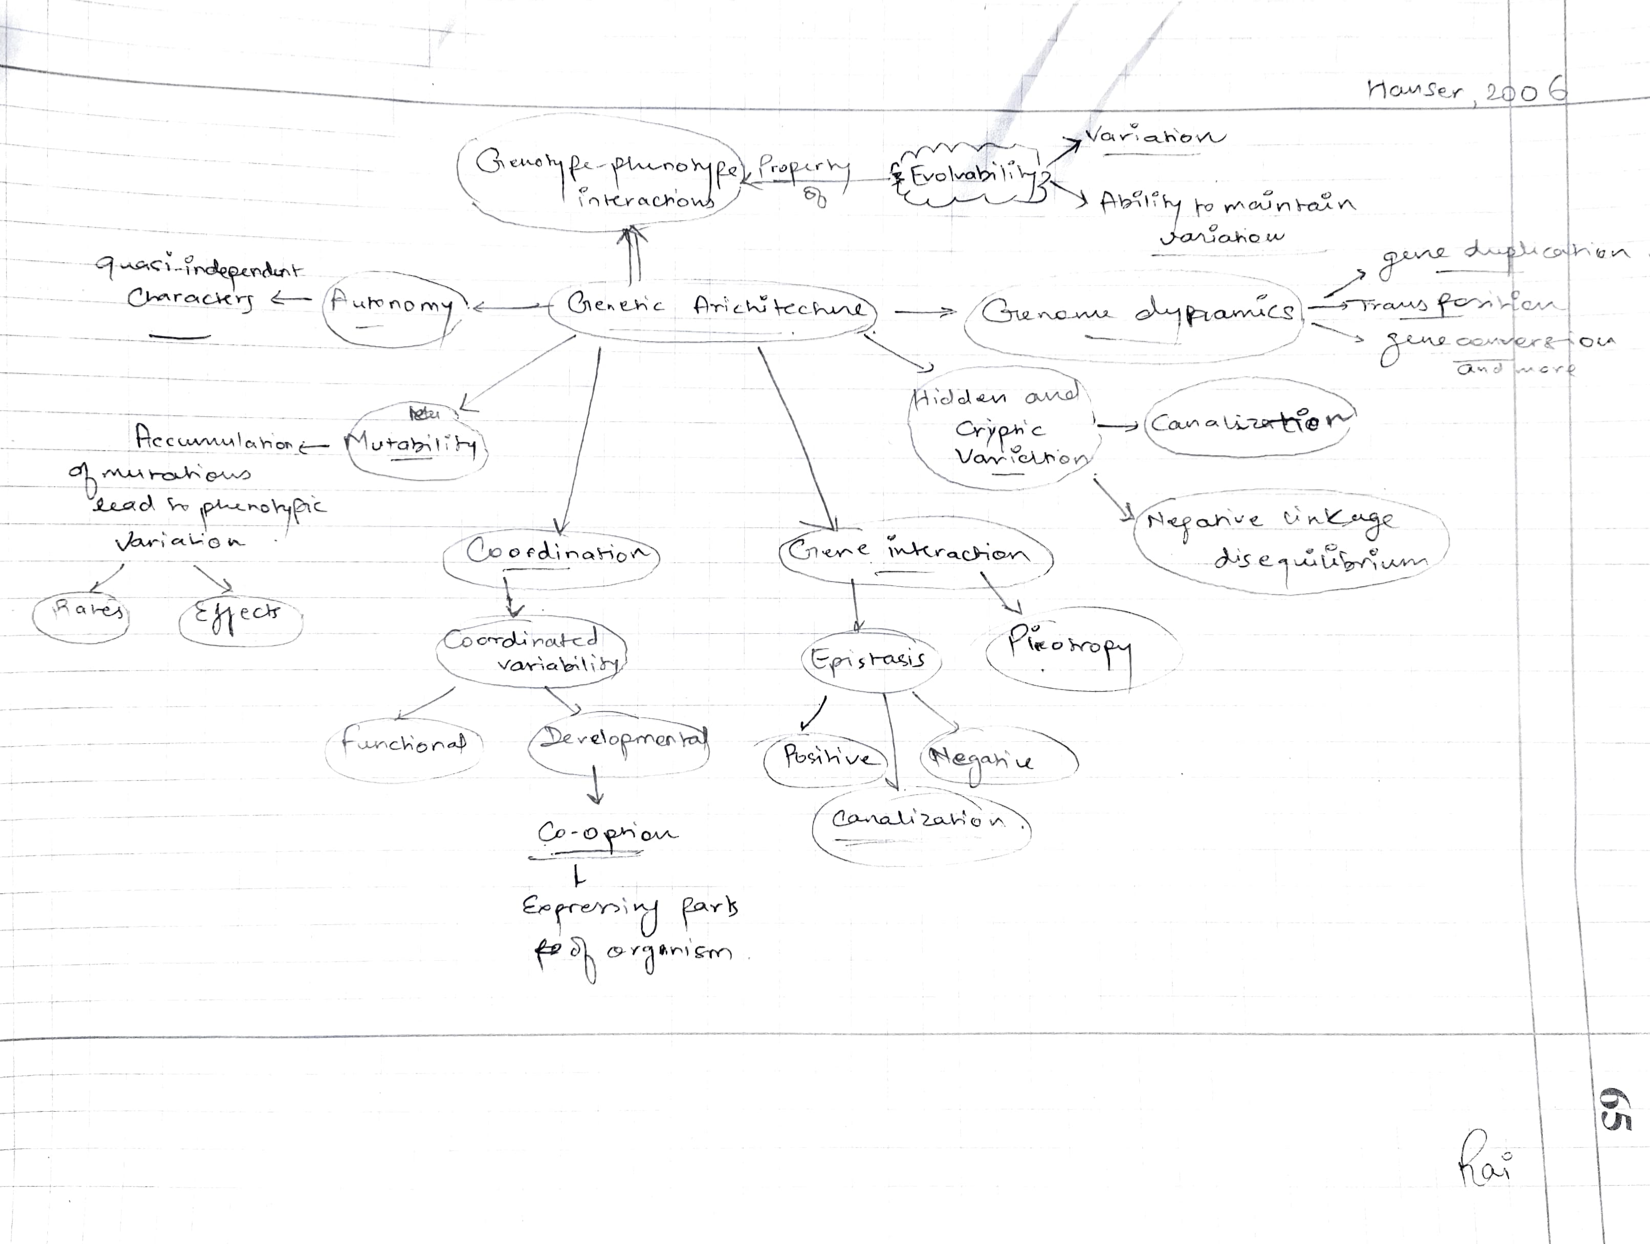 Hanser, 2006
Genotype-phenotype
interactions
Property
of
Evolvability
Variation
Ability to maintain
variation
quasi-independent
Characters
Autonomy
Genetic Arichitecture
Genome dynamics
gene duplication
Transposition
gene conversion
and more
Hidden and
Cryptic
Variation
Canalization
Negative linkage
disequilibrium
Mutability
Accumulation
of mutations
lead to phenotypic
variation
Rates
Effects
Coordination
Coordinated
variability
Functional
Developmental
Co-option
Expressing parts
of organism
Gene interaction
Epistasis
Pleotropy
Positive
Negative
Canalization
65
Rai